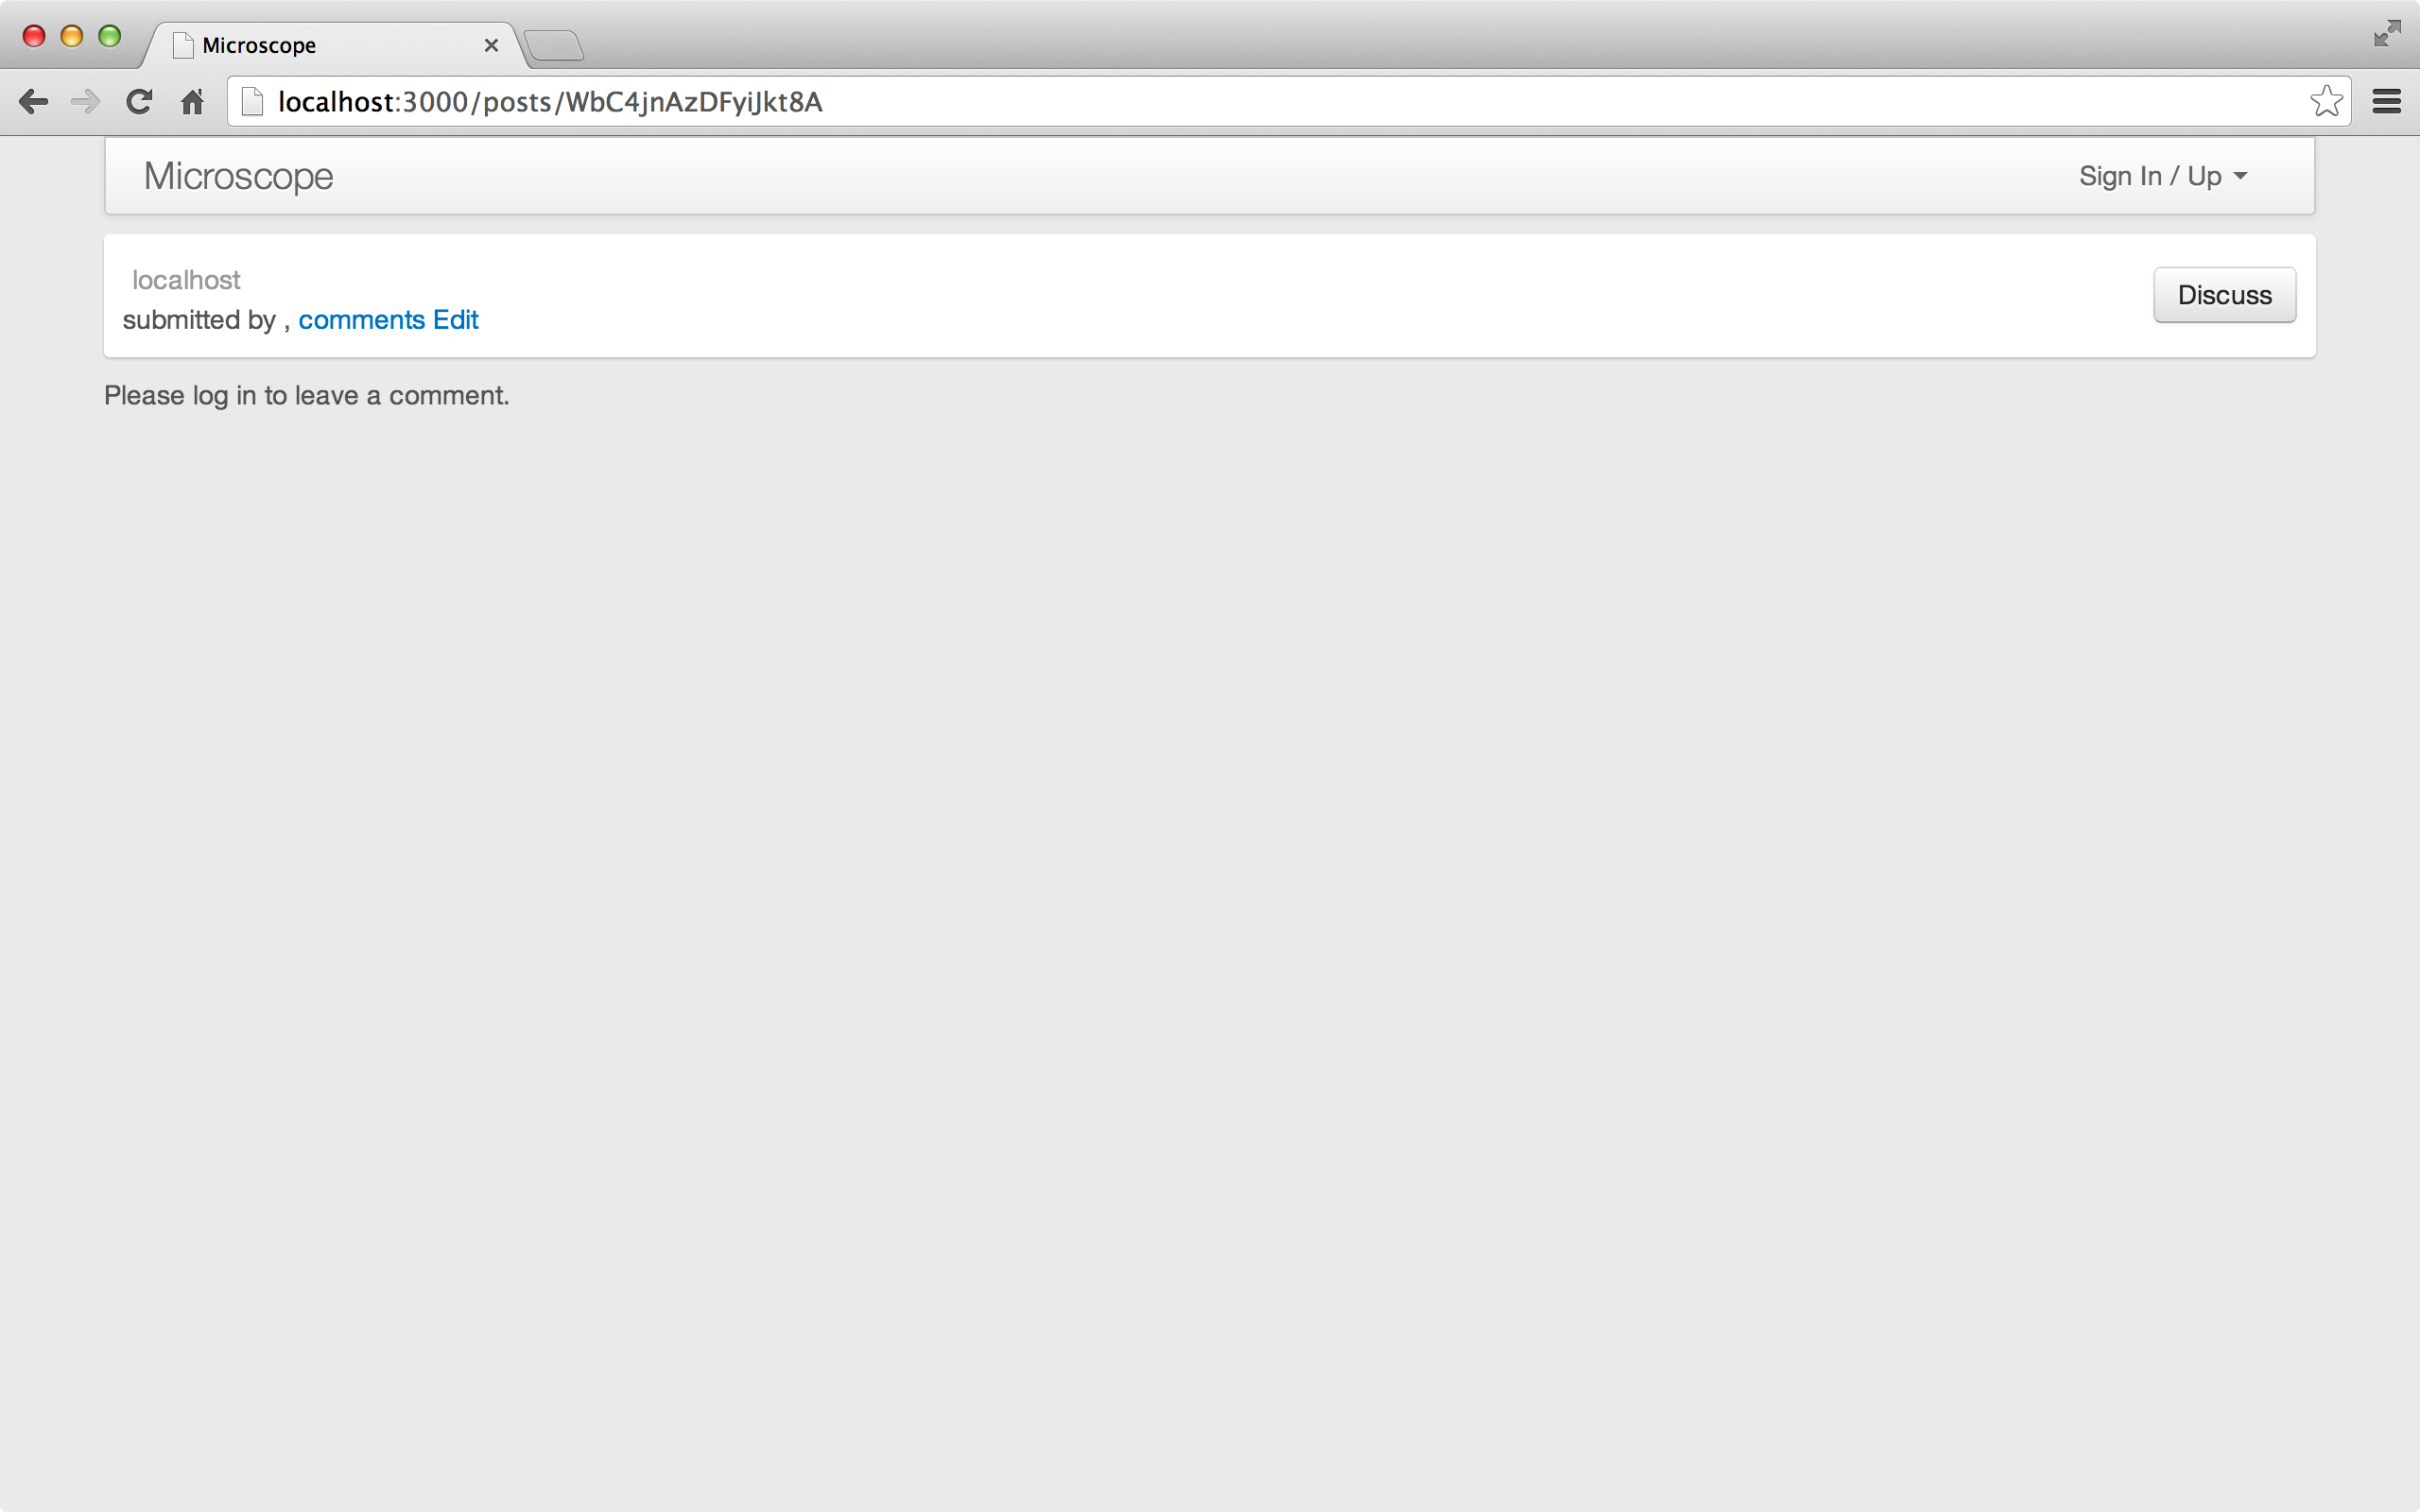 Microscope
localhost:3000/posts/WbC4jnAzDFyiJkt8A
Microscope
Sign In / Up
localhost
submitted by , comments Edit
Discuss
Please log in to leave a comment.